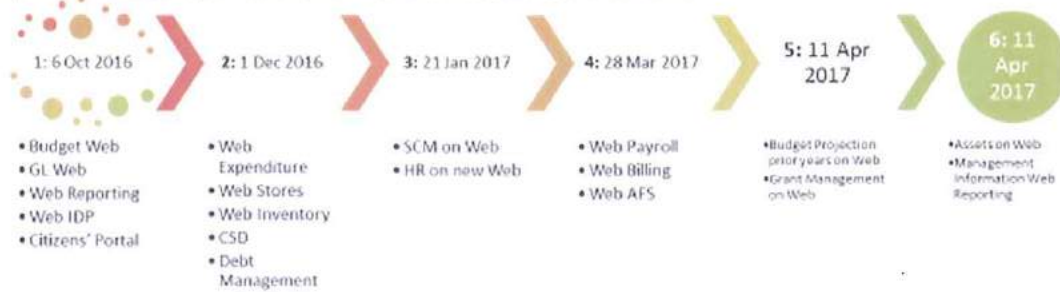 1: 6 Oct 2016
• Budget Web
• GL Web
• Web Reporting
• Web IDP
• Citizens' Portal
2: 1 Dec 2016
• Web
Expenditure
• Web Stores
• Web Inventory
• CSD
• Debt
Management
3: 21 Jan 2017
• SCM on Web
• HR on new Web
4: 28 Mar 2017
• Web Payroll
• Web Billing
• Web AFS
5: 11 Apr
2017
•Budget Projection
prior years on Web
•Grant Management
on Web
6: 11
Apr
2017
•Assets on Web
•Management
Information Web
Reporting